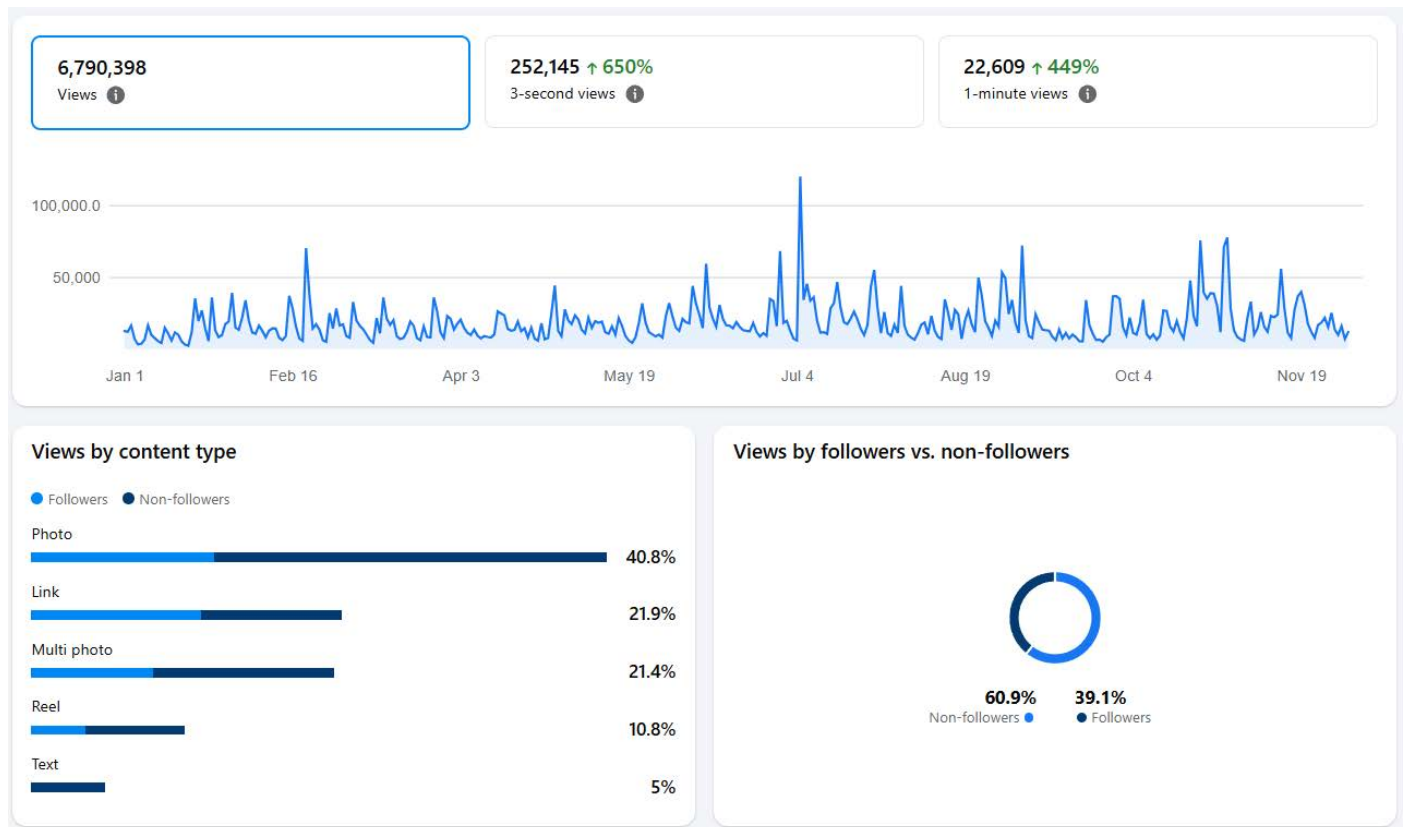 6,790,398
Views
252,145 ↑ 650%
3-second views
22,609 ↑ 449%
1-minute views
100,000.0
50,000
Jan 1 Feb 16 Apr 3 May 19 Jul 4 Aug 19 Oct 4 Nov 19
Views by content type
Followers Non-followers
Photo
40.8%
Link
21.9%
Multi photo
21.4%
Reel
10.8%
Text
5%
Views by followers vs. non-followers
60.9% 39.1%
Non-followers Followers